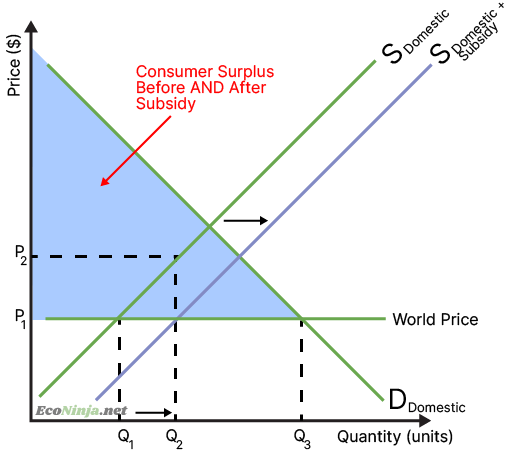 Price ($)
Consumer Surplus
Before AND After
Subsidy
S Domestic
S Domestic +
Subsidy
P2
P1
World Price
D Domestic
EcoNinja.net
Q1
Q2
Q3
Quantity (units)